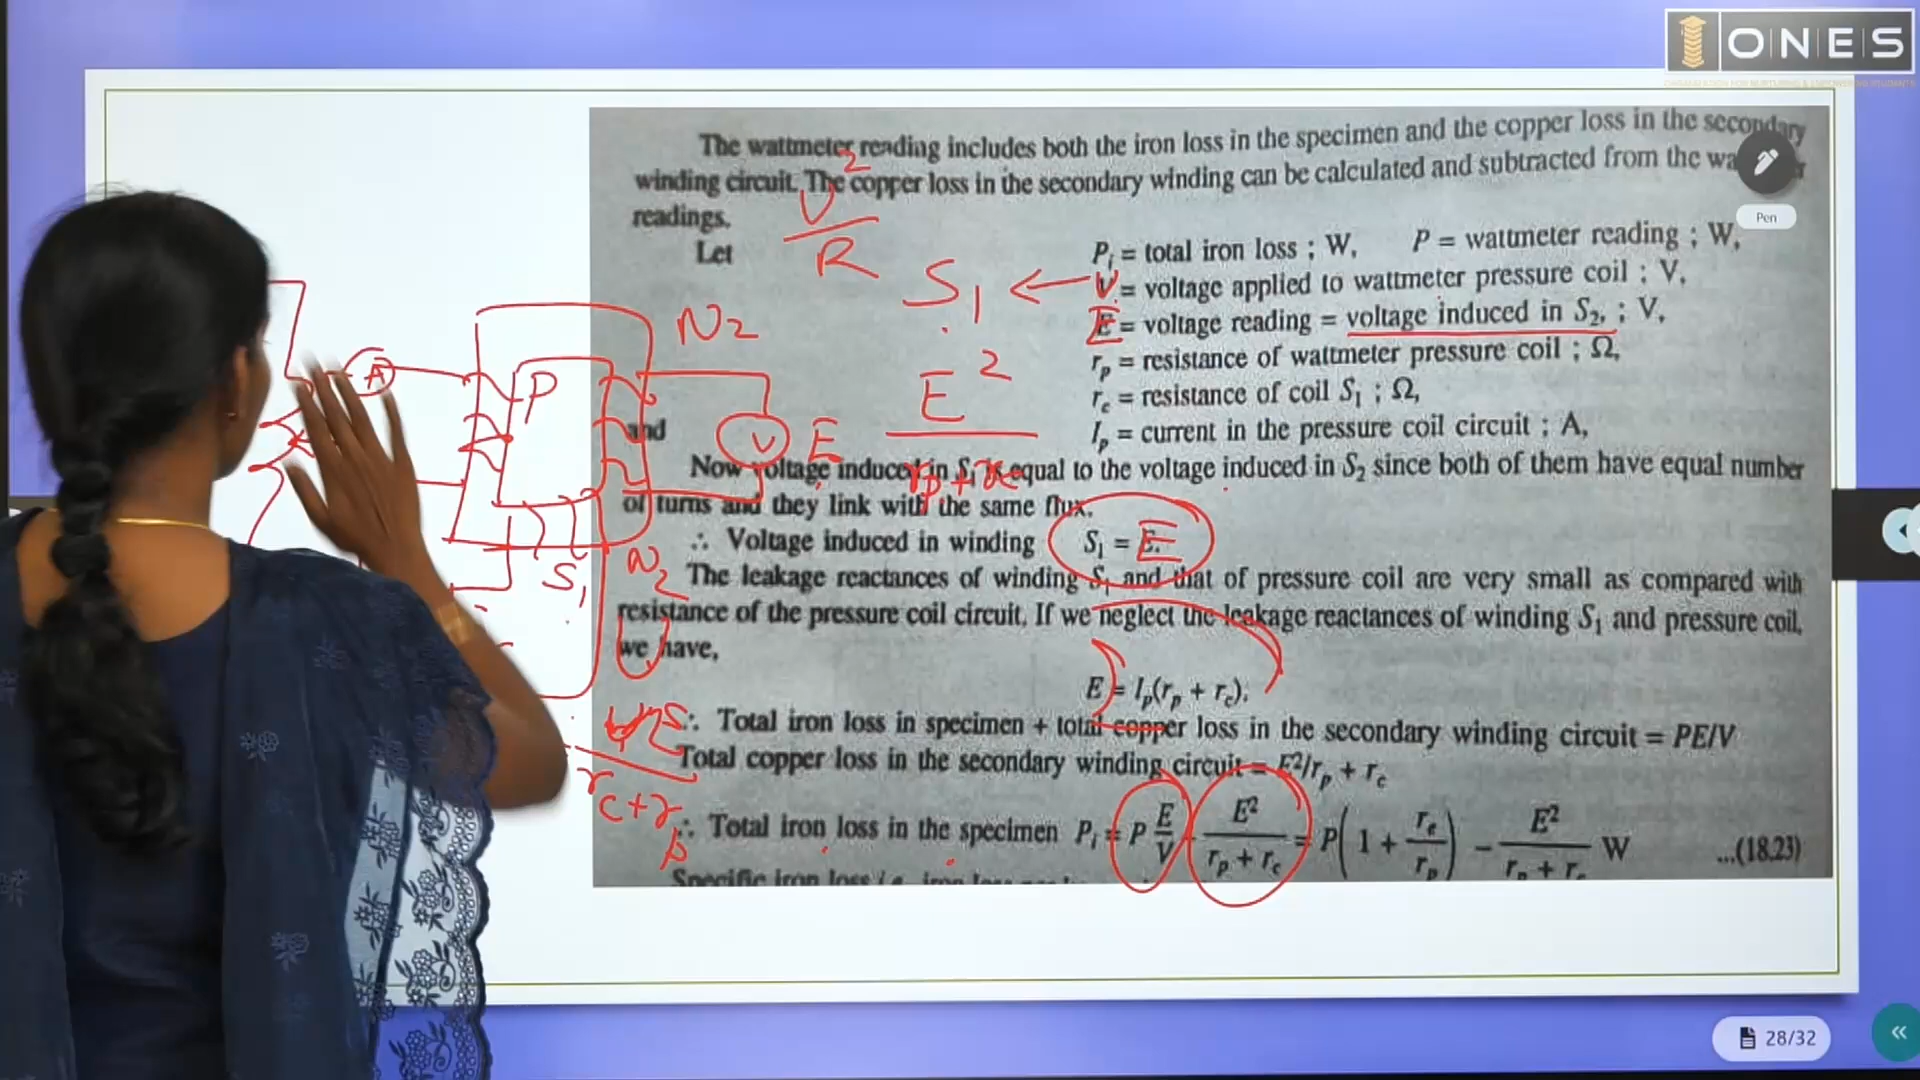 ONES
The wattmeter reading includes both the iron loss in the specimen and the copper loss in the secondary
winding circuit. The copper loss in the secondary winding can be calculated and subtracted from the
readings.
Let
P_i = total iron loss ; W, P = wattmeter reading ; W,
V = voltage applied to wattmeter pressure coil ; V,
E = voltage reading = voltage induced in S_2, ; V,
r_p = resistance of wattmeter pressure coil ; Ω,
r_c = resistance of coil S_1 ; Ω,
and I_p = current in the pressure coil circuit ; A,
Now voltage induced in S_1 is equal to the voltage induced in S_2 since both of them have equal number
of turns and they link with the same flux.
∴ Voltage induced in winding S_1 = E.
The leakage reactances of winding S_1 and that of pressure coil are very small as compared with
resistance of the pressure coil circuit. If we neglect the leakage reactances of winding S_1 and pressure coil,
we have,
E = I_p(r_p + r_c).
∴ Total iron loss in specimen + total copper loss in the secondary winding circuit = PE/V
Total copper loss in the secondary winding circuit = E²/r_p + r_c
∴ Total iron loss in the specimen P_i = P E/V - E²/(r_p + r_c) = P(1 + r_c/r_p) - E²/(r_p + r_c) W ...(18.23)
Specific iron loss i.e. iron loss
V²/R
S_1 ←
N_2
E²
A
P
V
E
S_1
N_2
r_c + r_p
Pen
28/32